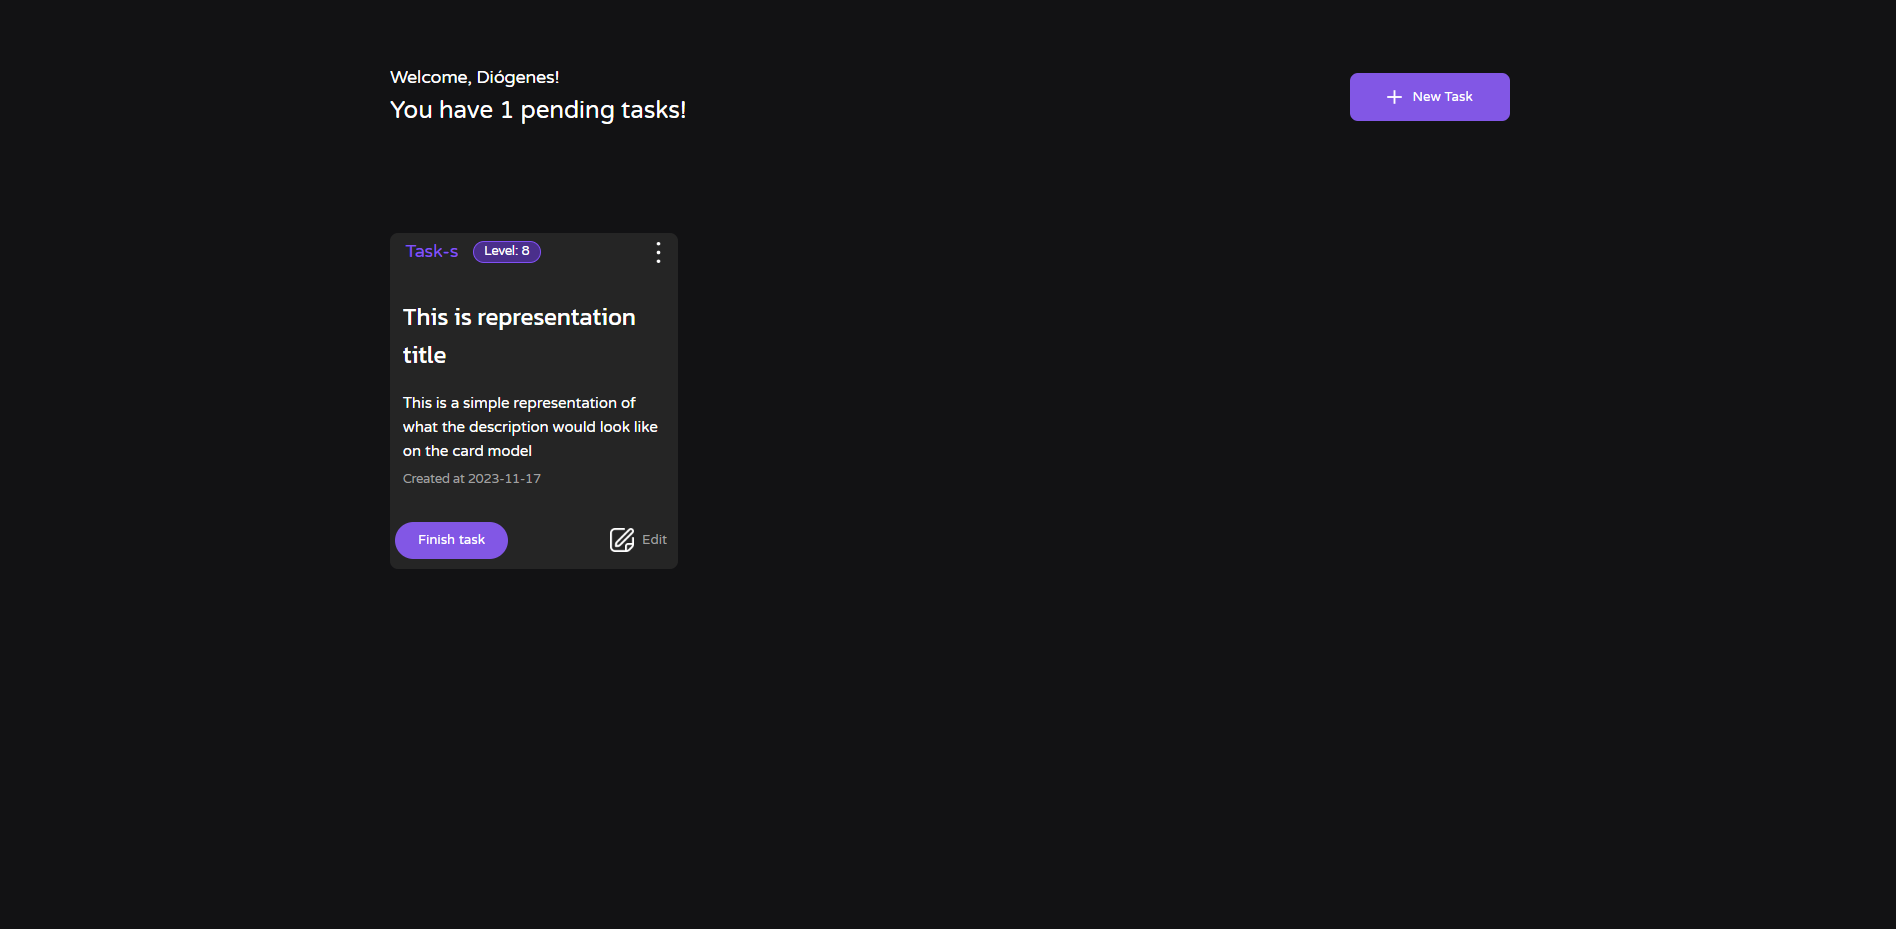 Welcome, Diógenes!
You have 1 pending tasks!
New Task
Task-s
Level: 8
This is representation
title
This is a simple representation of
what the description would look like
on the card model
Created at 2023-11-17
Finish task
Edit